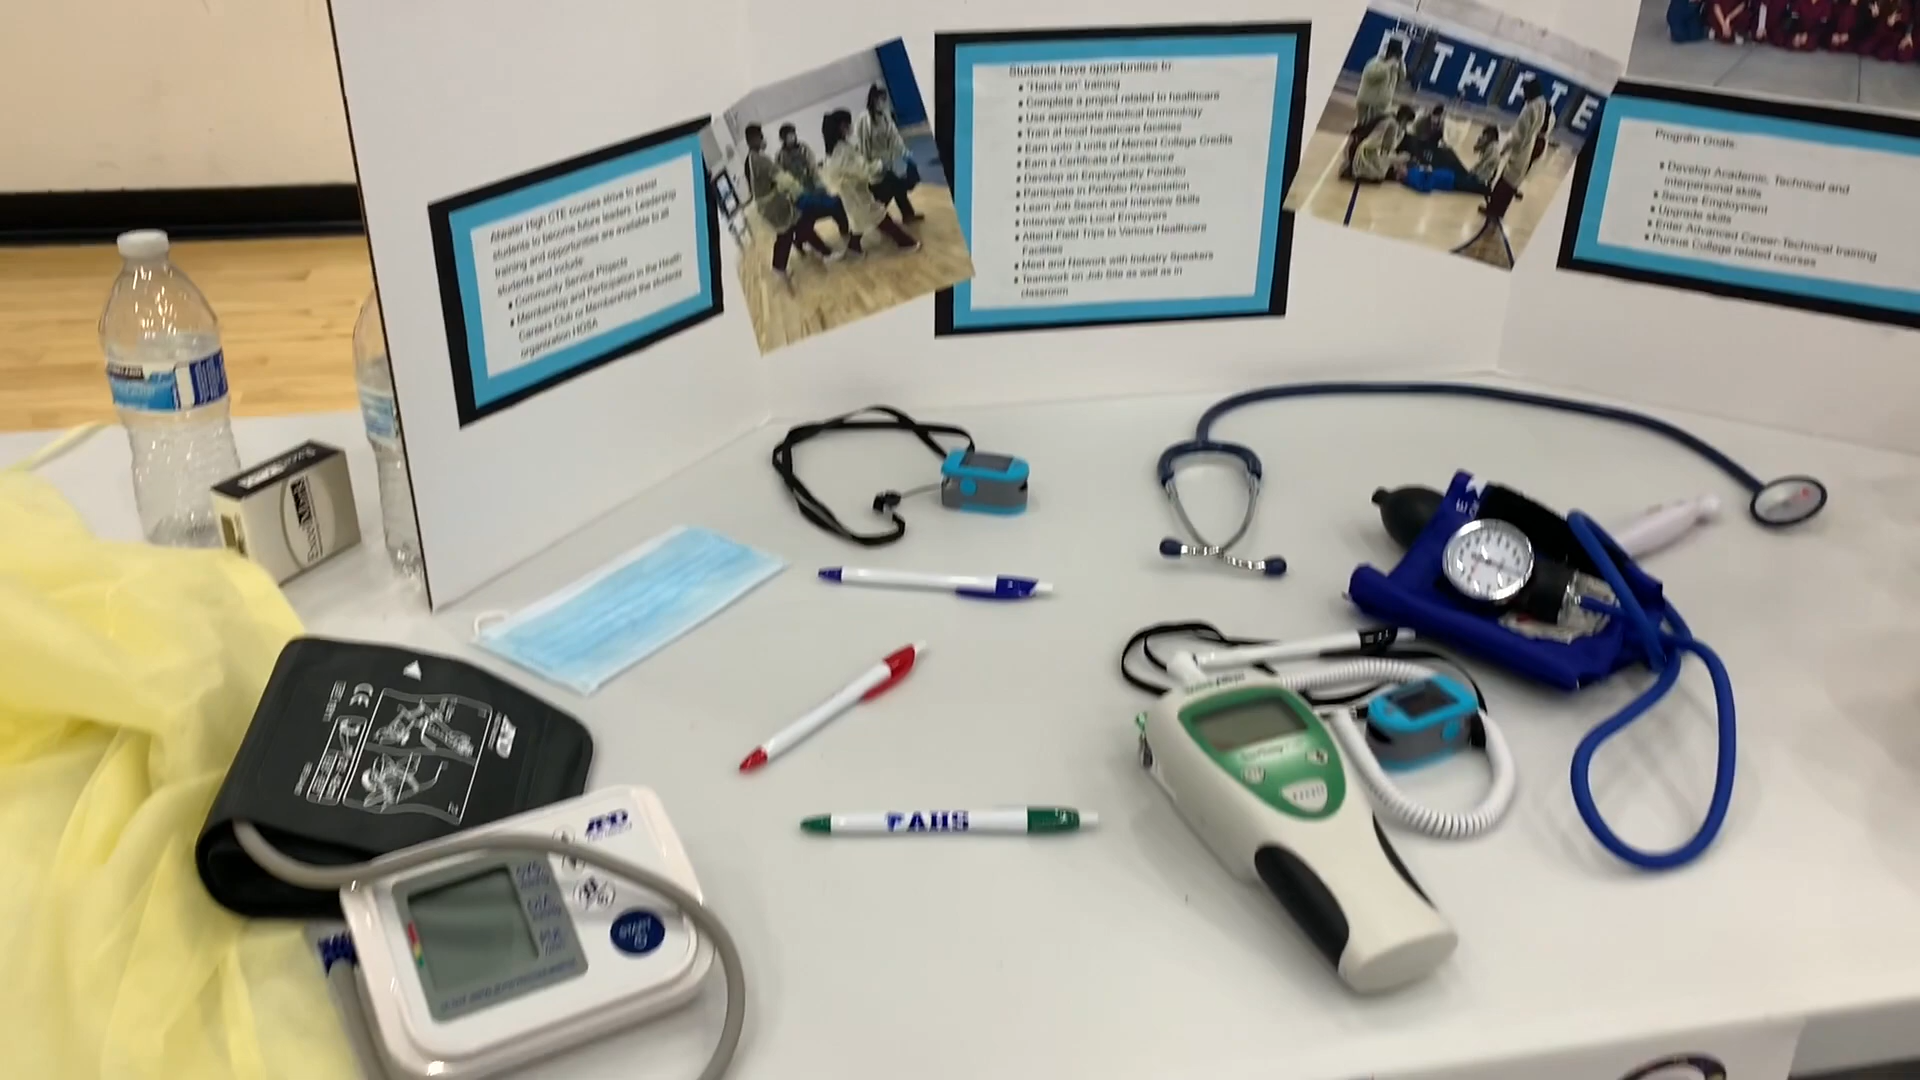 Atwater High CTE courses strive to assist
students to become future leaders. Leadership
training and opportunities are available to all
students and include:
• Community Service Projects
• Membership and Participation in the Health
Careers Club or Memberships the students
organization HOSA
Students have opportunities to:
• "Hands on" training
• Complete a project related to healthcare
• Use appropriate medical terminology
• Train at local healthcare facilities
• Earn upto 3 units of Merced College Credits
• Earn a Certificate of Excellence
• Develop an Employability Portfolio
• Participate in Portfolio Presentation
• Learn Job Search and Interview Skills
• Interview with Local Employers
• Attend Field Trips to Various Healthcare
Facilities
• Meet and Network with Industry Speakers
• Teamwork on Job Site as well as in
classroom
ATWATE
Program Goals:
• Develop Academic, Technical and
Interpersonal skills
• Secure Employment
• Upgrade skills
• Enter Advanced Career-Technical training
• Pursue College related courses
CE
AND
START
AHS